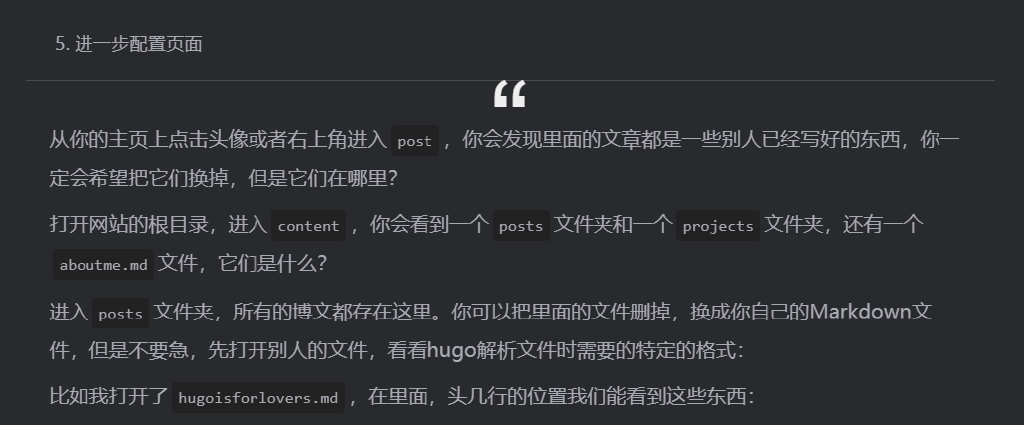 5. 进一步配置页面
“
从你的主页上点击头像或者右上角进入 post ，你会发现里面的文章都是一些别人已经写好的东西，你一
定会希望把它们换掉，但是它们在哪里？
打开网站的根目录，进入 content ，你会看到一个 posts 文件夹和一个 projects 文件夹，还有一个
aboutme.md 文件，它们是什么？
进入 posts 文件夹，所有的博文都存在这里。你可以把里面的文件删掉，换成你自己的Markdown文
件，但是不要急，先打开别人的文件，看看hugo解析文件时需要的特定的格式：
比如我打开了 hugoisforlovers.md ，在里面，头几行的位置我们能看到这些东西：